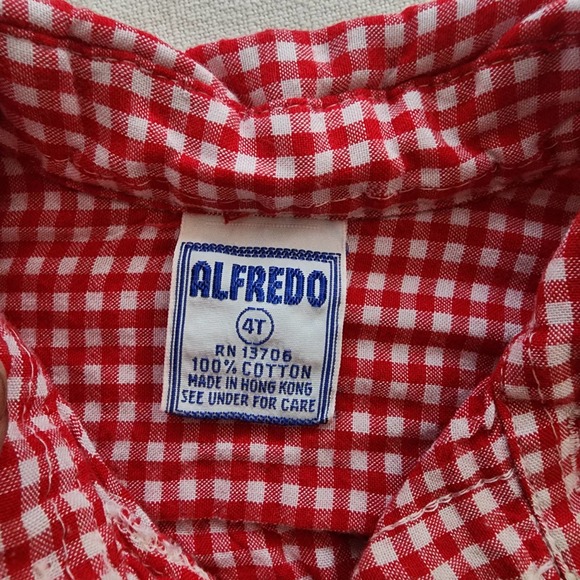 ALFREDO
4T
RN 13706
100% COTTON
MADE IN HONG KONG
SEE UNDER FOR CARE